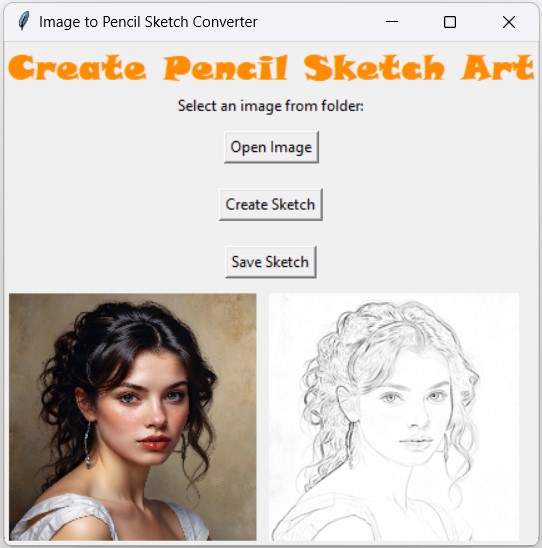 Image to Pencil Sketch Converter
Create Pencil Sketch Art
Select an image from folder:
Open Image
Create Sketch
Save Sketch